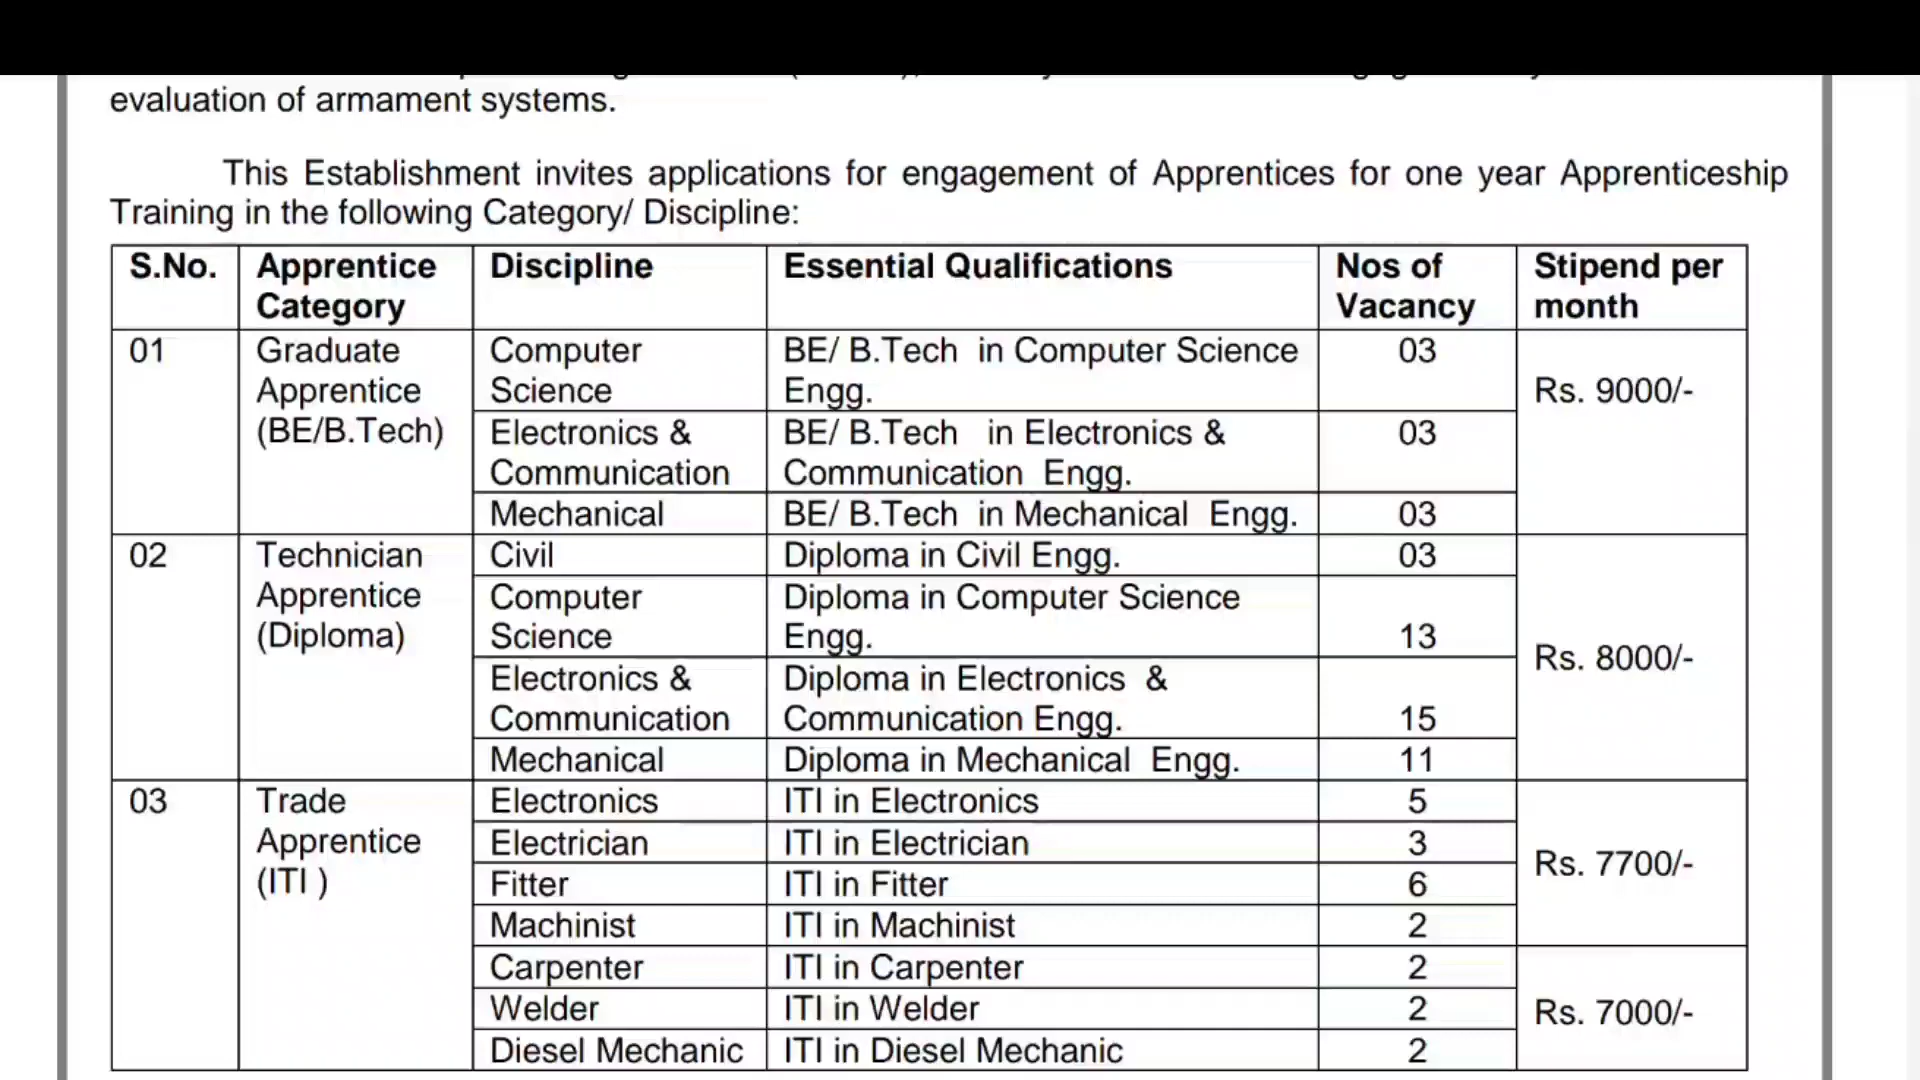 evaluation of armament systems.
This Establishment invites applications for engagement of Apprentices for one year Apprenticeship
Training in the following Category/ Discipline:
S.No. Apprentice Category Discipline Essential Qualifications Nos of Vacancy Stipend per month
01 Graduate Apprentice (BE/B.Tech) Computer Science BE/ B.Tech in Computer Science Engg. 03 Rs. 9000/-
Electronics & Communication BE/ B.Tech in Electronics & Communication Engg. 03
Mechanical BE/ B.Tech in Mechanical Engg. 03
02 Technician Apprentice (Diploma) Civil Diploma in Civil Engg. 03 Rs. 8000/-
Computer Science Diploma in Computer Science Engg. 13
Electronics & Communication Diploma in Electronics & Communication Engg. 15
Mechanical Diploma in Mechanical Engg. 11
03 Trade Apprentice (ITI ) Electronics ITI in Electronics 5 Rs. 7700/-
Electrician ITI in Electrician 3
Fitter ITI in Fitter 6
Machinist ITI in Machinist 2
Carpenter ITI in Carpenter 2 Rs. 7000/-
Welder ITI in Welder 2
Diesel Mechanic ITI in Diesel Mechanic 2